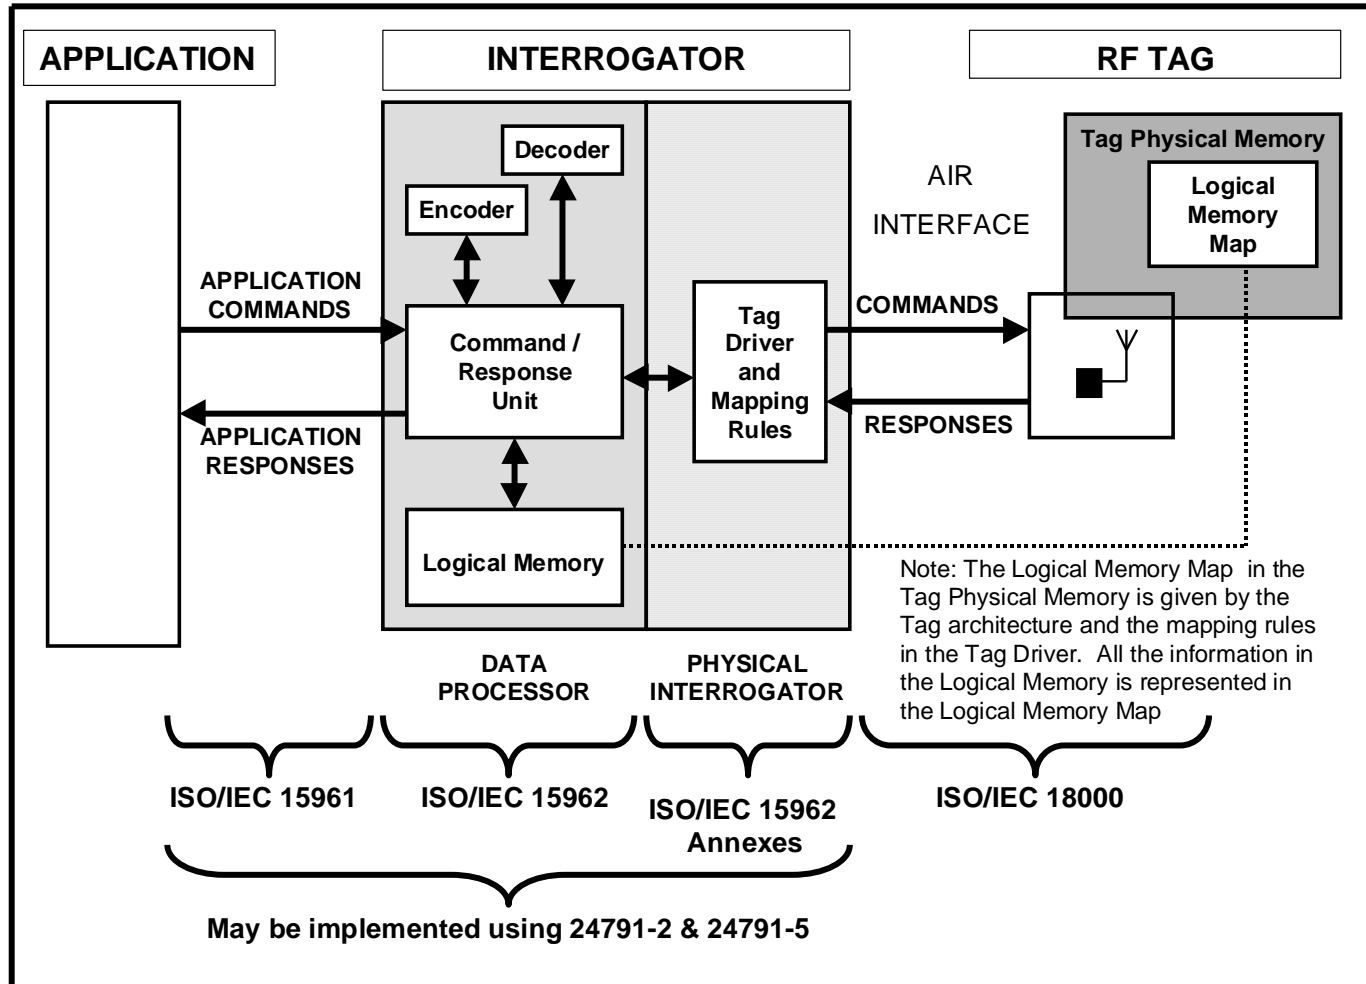 APPLICATION
INTERROGATOR
RF TAG
Decoder
Encoder
Tag Physical Memory
Logical
Memory
Map
AIR
INTERFACE
APPLICATION
COMMANDS
Command /
Response
Unit
Tag
Driver
and
Mapping
Rules
COMMANDS
RESPONSES
APPLICATION
RESPONSES
Logical Memory
Note: The Logical Memory Map in the
Tag Physical Memory is given by the
Tag architecture and the mapping rules
in the Tag Driver. All the information in
the Logical Memory is represented in
the Logical Memory Map
DATA
PROCESSOR
PHYSICAL
INTERROGATOR
ISO/IEC 15961
ISO/IEC 15962
ISO/IEC 15962
Annexes
ISO/IEC 18000
May be implemented using 24791-2 & 24791-5